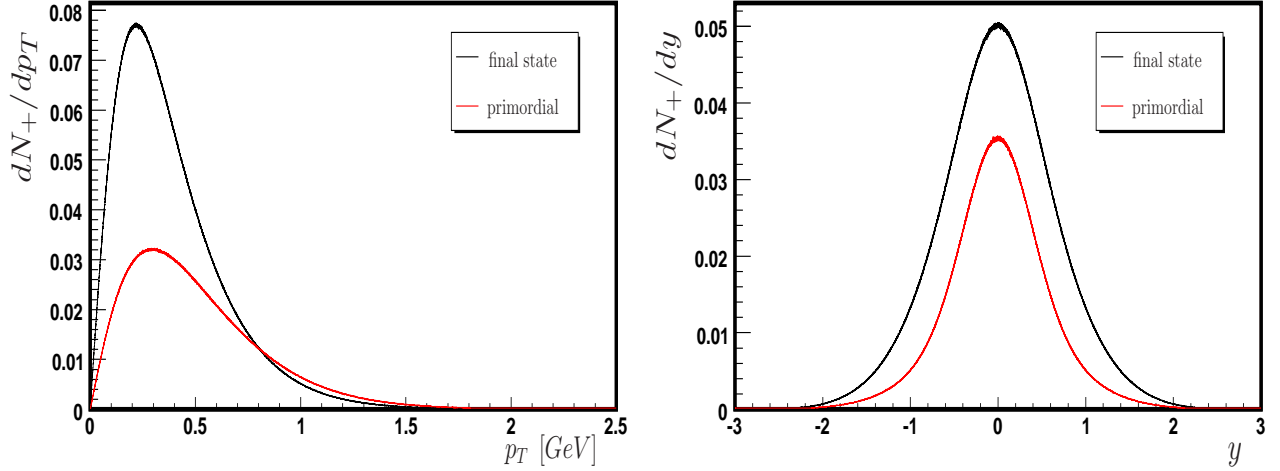 dN+/dpT
0.08
0.07
0.06
0.05
0.04
0.03
0.02
0.01
0
0 0.5 1 1.5 2 2.5
pT [GeV]
final state
primordial
dN+/dy
0.05
0.04
0.03
0.02
0.01
0
-3 -2 -1 0 1 2 3
y
final state
primordial